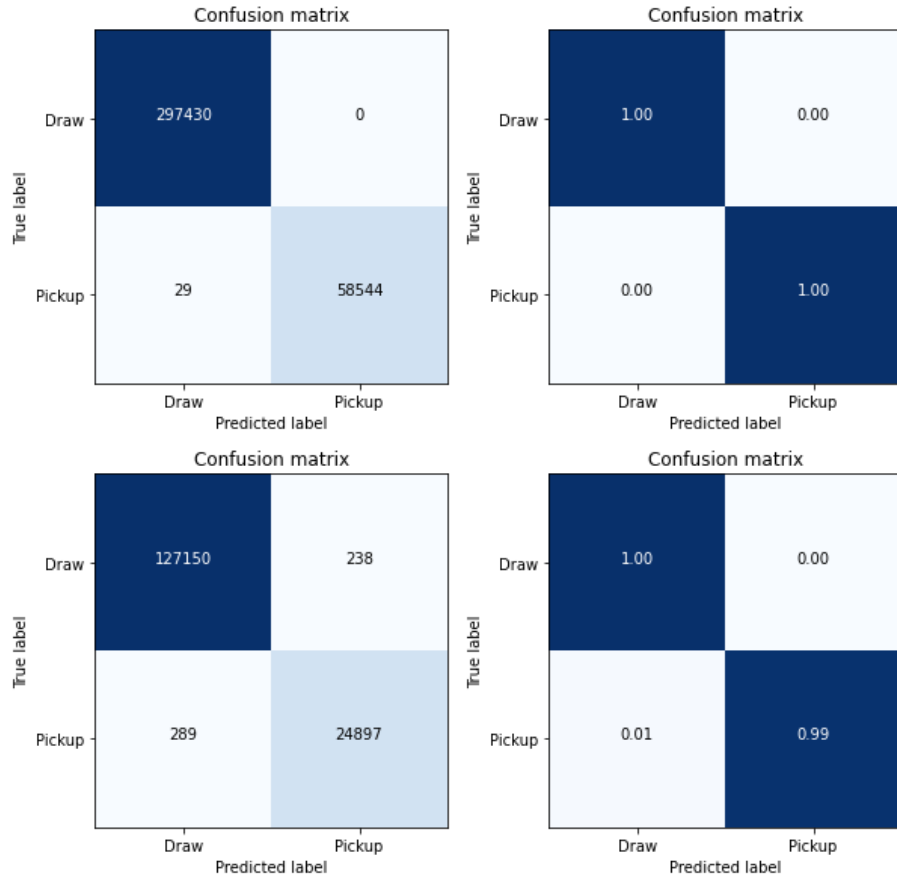 Confusion matrix
True label
Draw
297430
0
Pickup
29
58544
Draw
Pickup
Predicted label
Confusion matrix
True label
Draw
1.00
0.00
Pickup
0.00
1.00
Draw
Pickup
Predicted label
Confusion matrix
True label
Draw
127150
238
Pickup
289
24897
Draw
Pickup
Predicted label
Confusion matrix
True label
Draw
1.00
0.00
Pickup
0.01
0.99
Draw
Pickup
Predicted label